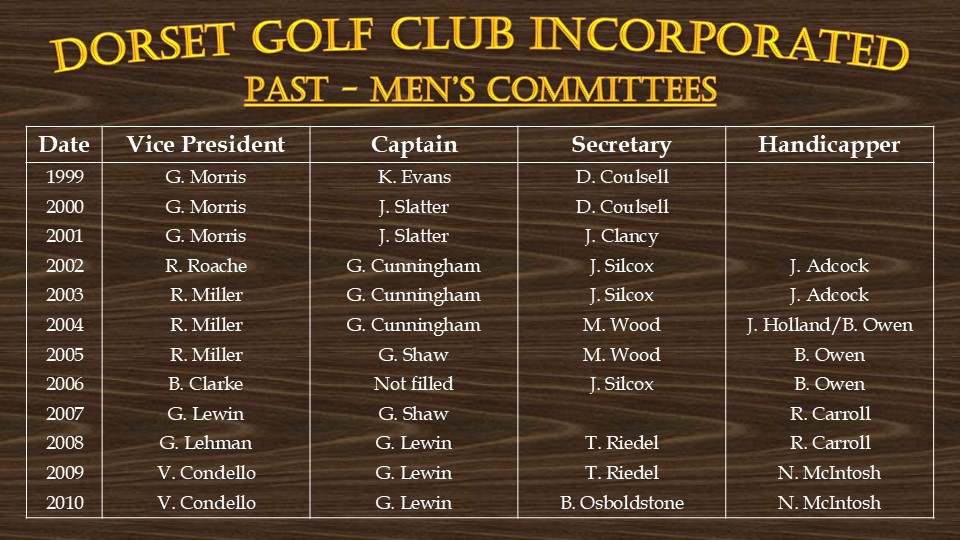 DORSET GOLF CLUB INCORPORATED
PAST - MEN'S COMMITTEES
Date Vice President Captain Secretary Handicapper
1999 G. Morris K. Evans D. Coulsell
2000 G. Morris J. Slatter D. Coulsell
2001 G. Morris J. Slatter J. Clancy
2002 R. Roache G. Cunningham J. Silcox J. Adcock
2003 R. Miller G. Cunningham J. Silcox J. Adcock
2004 R. Miller G. Cunningham M. Wood J. Holland/B. Owen
2005 R. Miller G. Shaw M. Wood B. Owen
2006 B. Clarke Not filled J. Silcox B. Owen
2007 G. Lewin G. Shaw R. Carroll
2008 G. Lehman G. Lewin T. Riedel R. Carroll
2009 V. Condello G. Lewin T. Riedel N. McIntosh
2010 V. Condello G. Lewin B. Osboldstone N. McIntosh